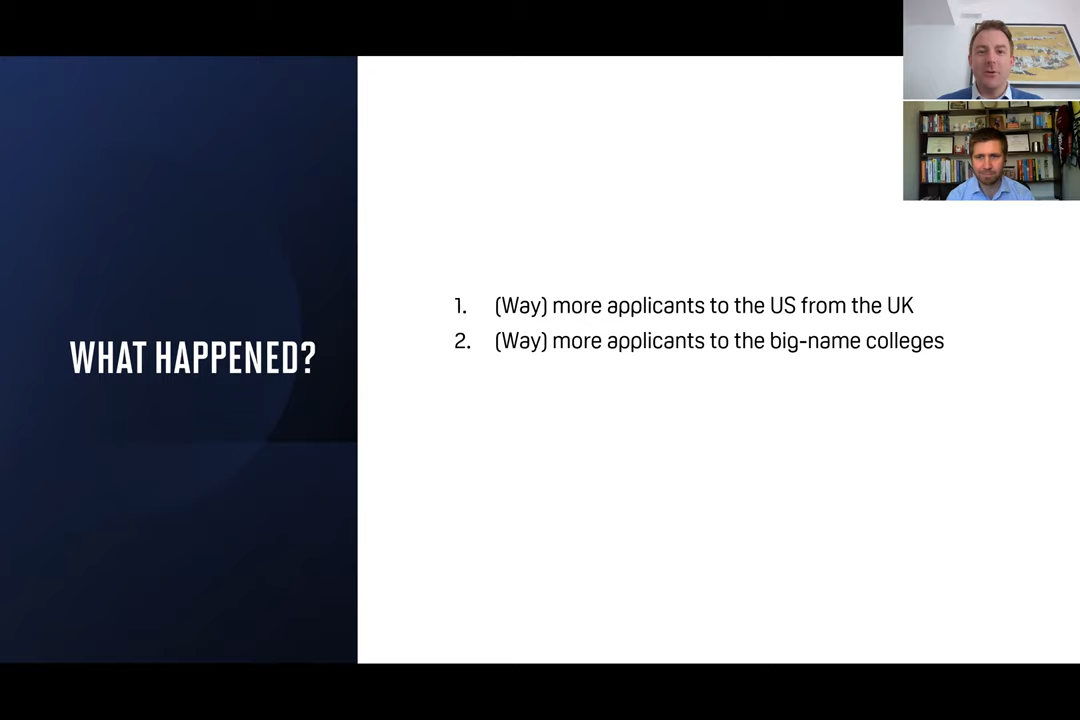 WHAT HAPPENED?
1. (Way) more applicants to the US from the UK
2. (Way) more applicants to the big-name colleges